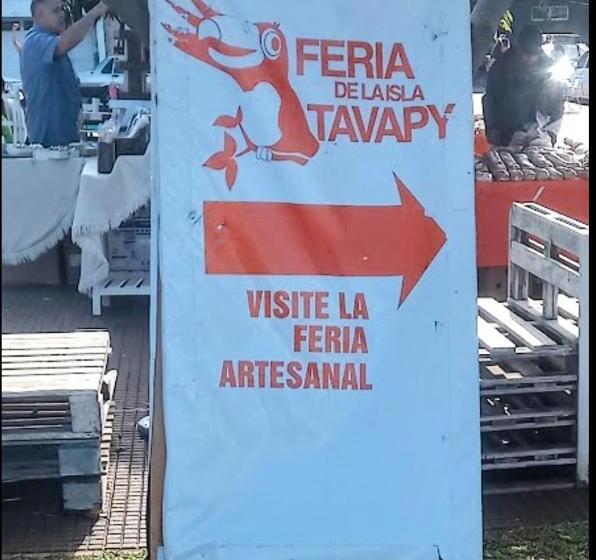 FERIA
DE LA ISLA
TAVAPY
VISITE LA
FERIA
ARTESANAL